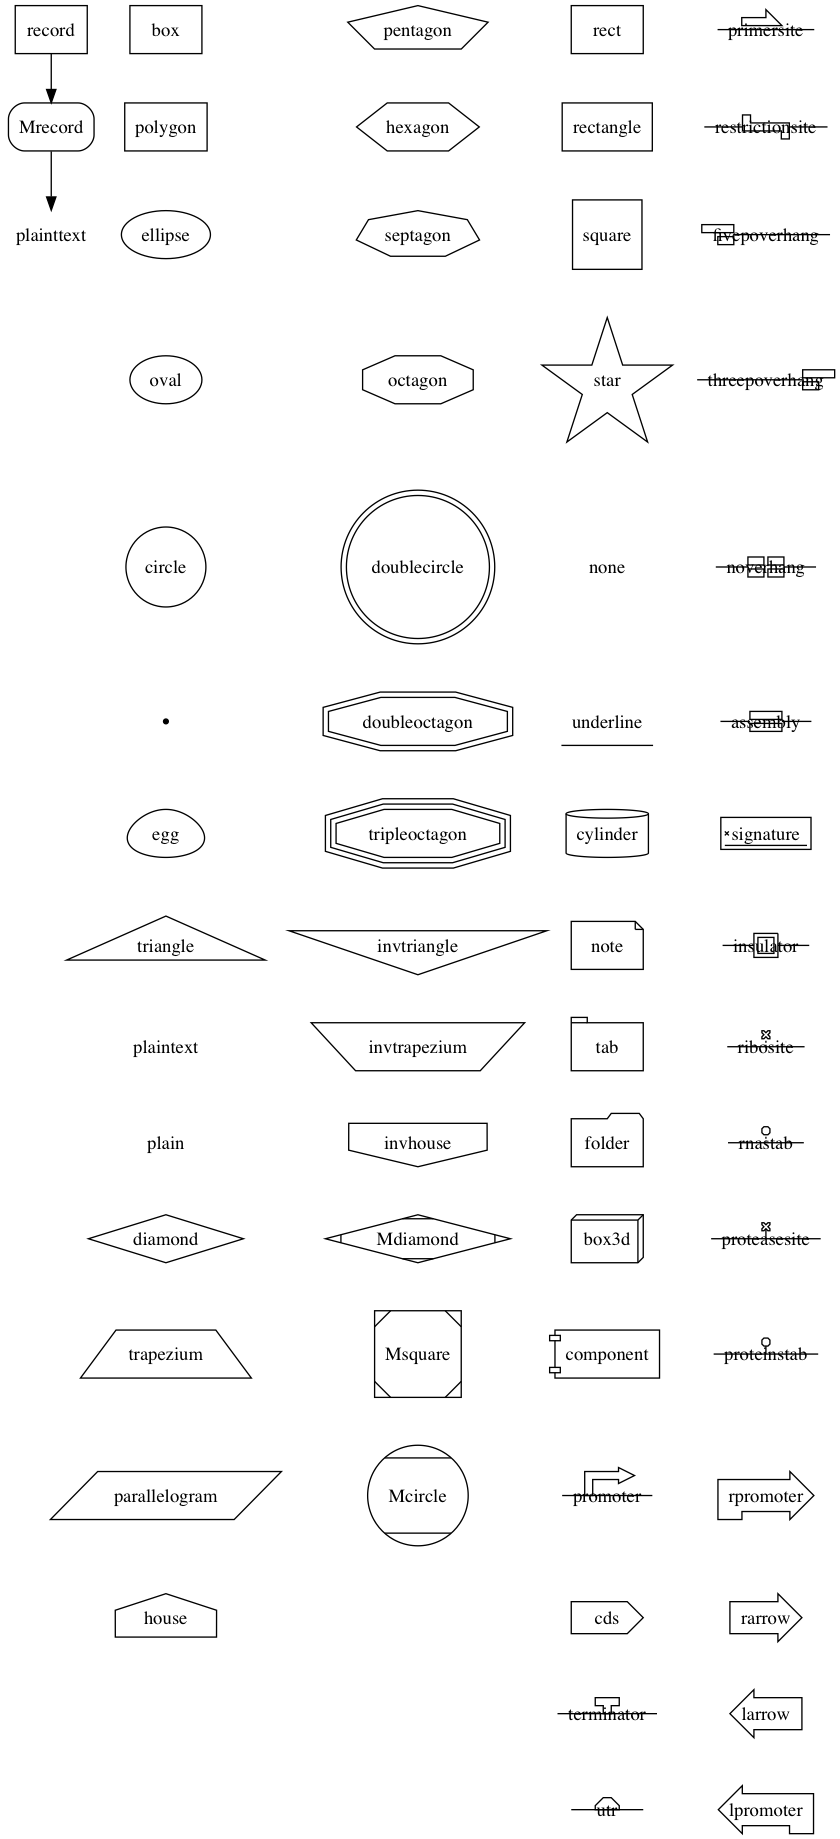 record
box
pentagon
rect
primersite
Mrecord
polygon
hexagon
rectangle
restrictionsite
plainttext
ellipse
septagon
square
fivepoverhang
oval
octagon
star
threepoverhang
circle
doublecircle
none
noverhang
doubleoctagon
underline
assembly
egg
tripleoctagon
cylinder
signature
triangle
invtriangle
note
insulator
plaintext
invtrapezium
tab
ribosite
plain
invhouse
folder
rnastab
diamond
Mdiamond
box3d
proteasesite
trapezium
Msquare
component
proteinstab
parallelogram
Mcircle
promoter
rpromoter
house
cds
rarrow
terminator
larrow
utr
lpromoter